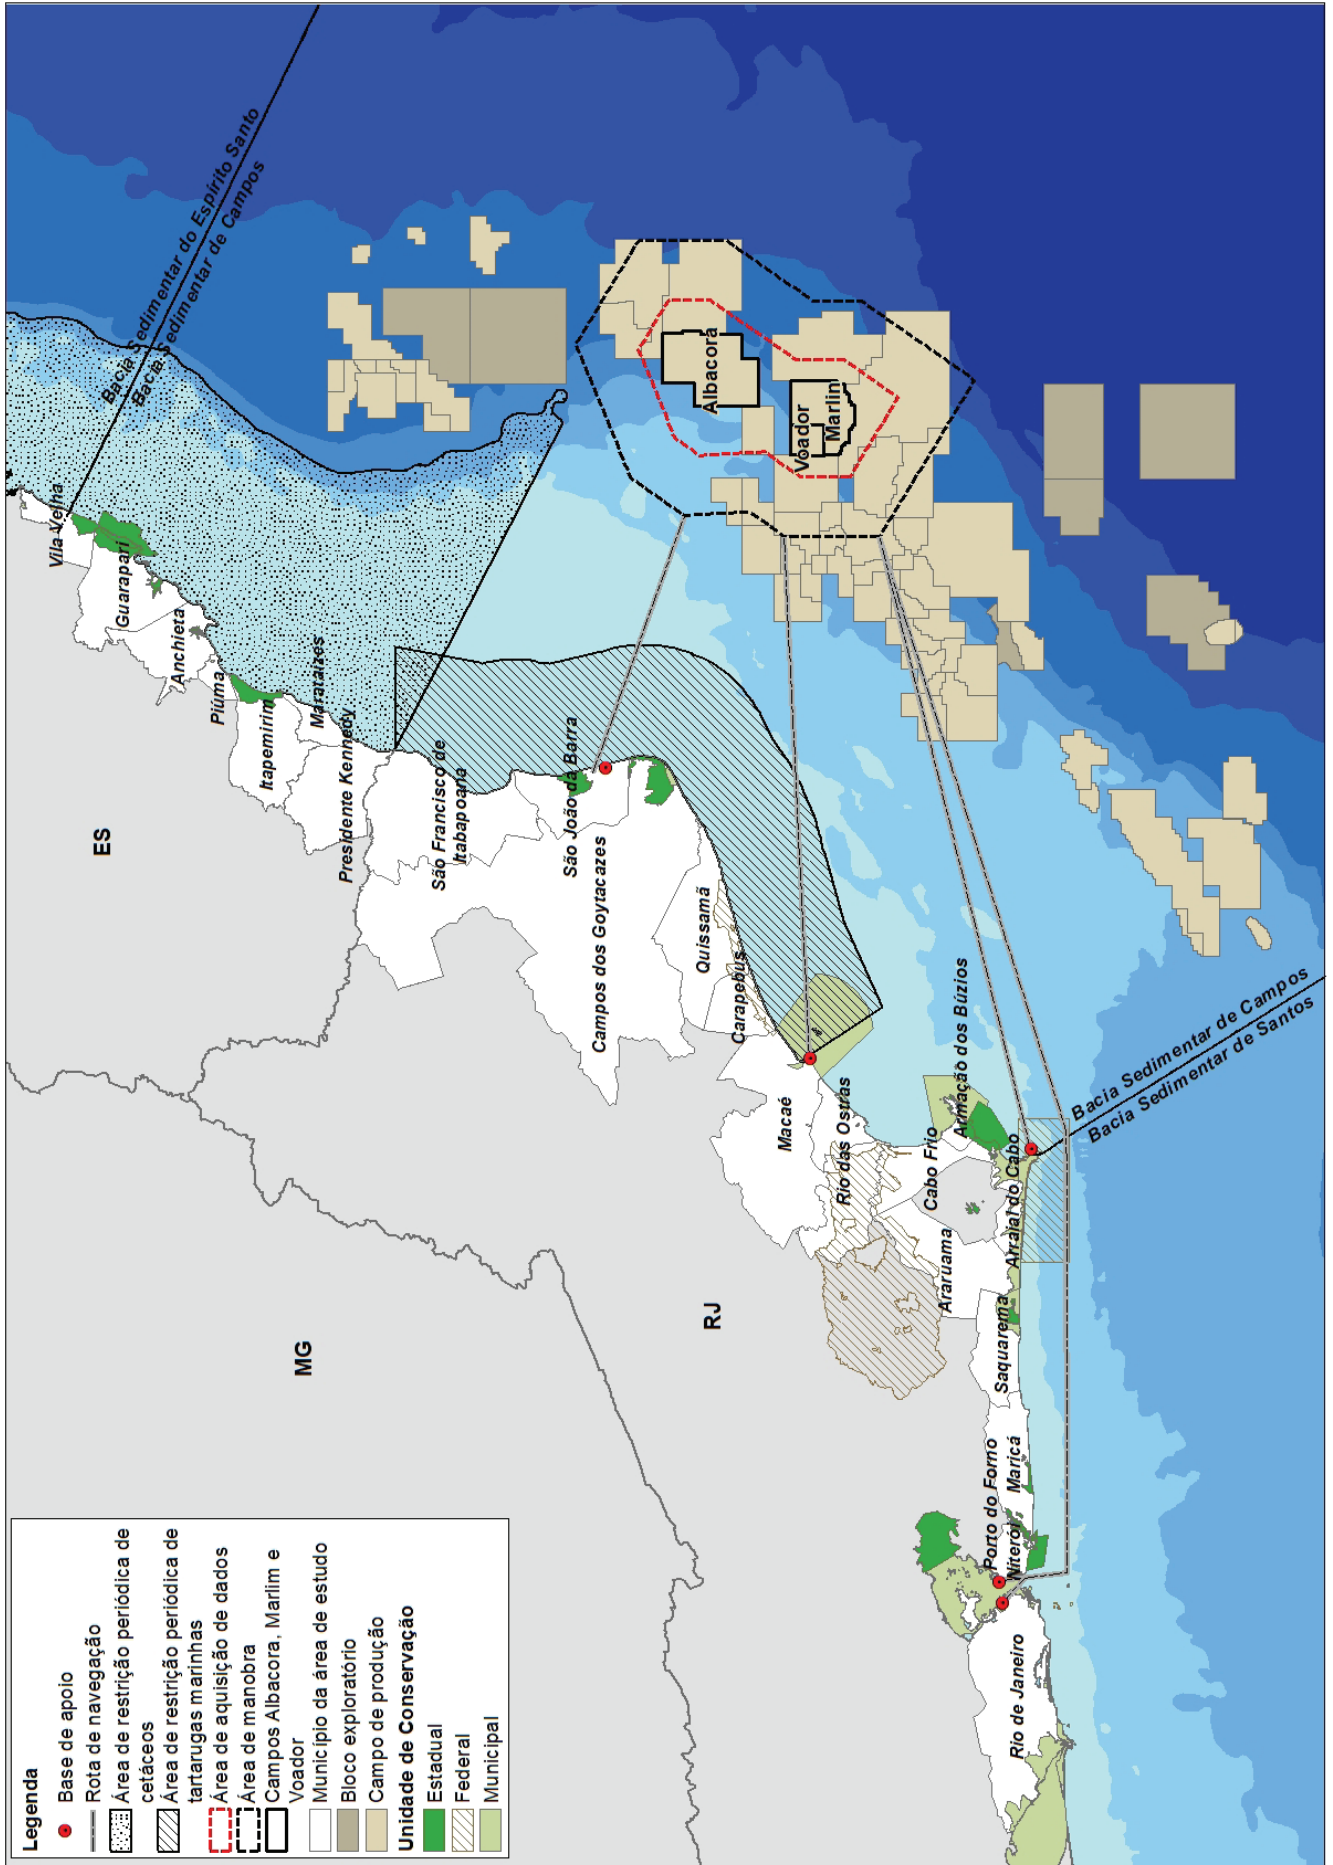 Legenda
Base de apoio
Rota de navegação
Área de restrição periódica de
cetáceos
Área de restrição periódica de
tartarugas marinhas
Área de aquisição de dados
Área de manobra
Campos Albacora, Marlim e
Voador
Município da área de estudo
Bloco exploratório
Campo de produção
Unidade de Conservação
Estadual
Federal
Municipal
ES
MG
RJ
Vila Velha
Guarapari
Anchieta
Piúma
Itapemirim
Marataízes
Presidente Kennedy
São Francisco de
Itabapoana
São João da Barra
Campos dos Goytacazes
Quissamã
Carapebus
Macaé
Rio das Ostras
Armação dos Búzios
Cabo Frio
Arraial do Cabo
Araruama
Saquarema
Maricá
Porto do Forno
Niterói
Rio de Janeiro
Bacia Sedimentar do Espírito Santo
Bacia Sedimentar de Campos
Albacora
Voador
Marlin
Bacia Sedimentar de Campos
Bacia Sedimentar de Santos